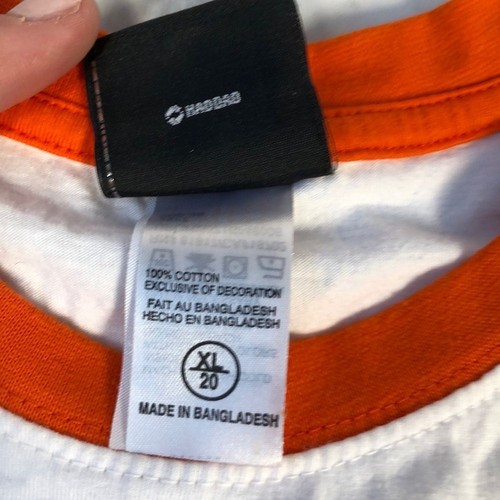 HADDAD
100% COTTON
EXCLUSIVE OF DECORATION
FAIT AU BANGLADESH
HECHO EN BANGLADESH
XL
20
MADE IN BANGLADESH